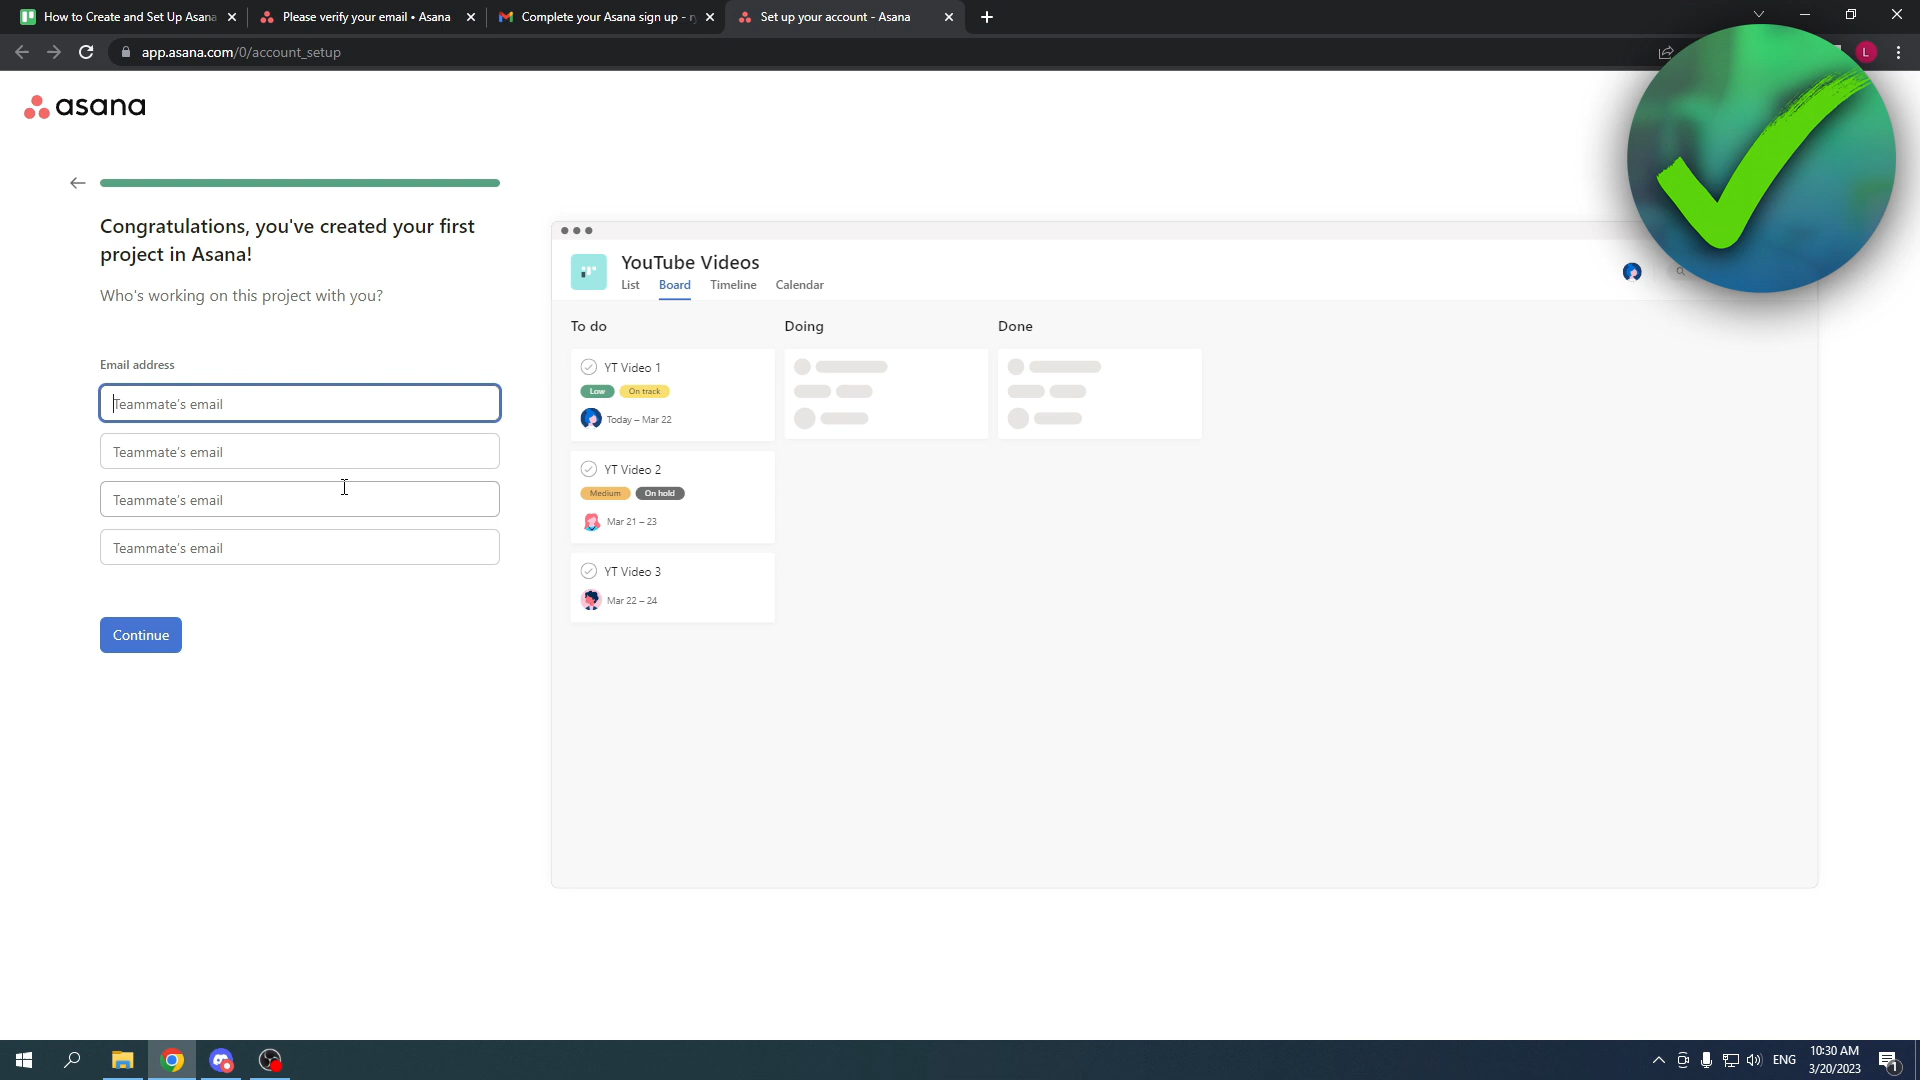 How to Create and Set Up Asana
Please verify your email • Asana
Complete your Asana sign up -
Set up your account - Asana
app.asana.com/0/account_setup
L
asana
Congratulations, you've created your first
project in Asana!
Who's working on this project with you?
Email address
Teammate's email
Teammate's email
Teammate's email
Teammate's email
Continue
YouTube Videos
List Board Timeline Calendar
To do Doing Done
YT Video 1
Low On track
Today – Mar 22
YT Video 2
Medium On hold
Mar 21 – 23
YT Video 3
Mar 22 – 24
ENG
10:30 AM
3/20/2023
1